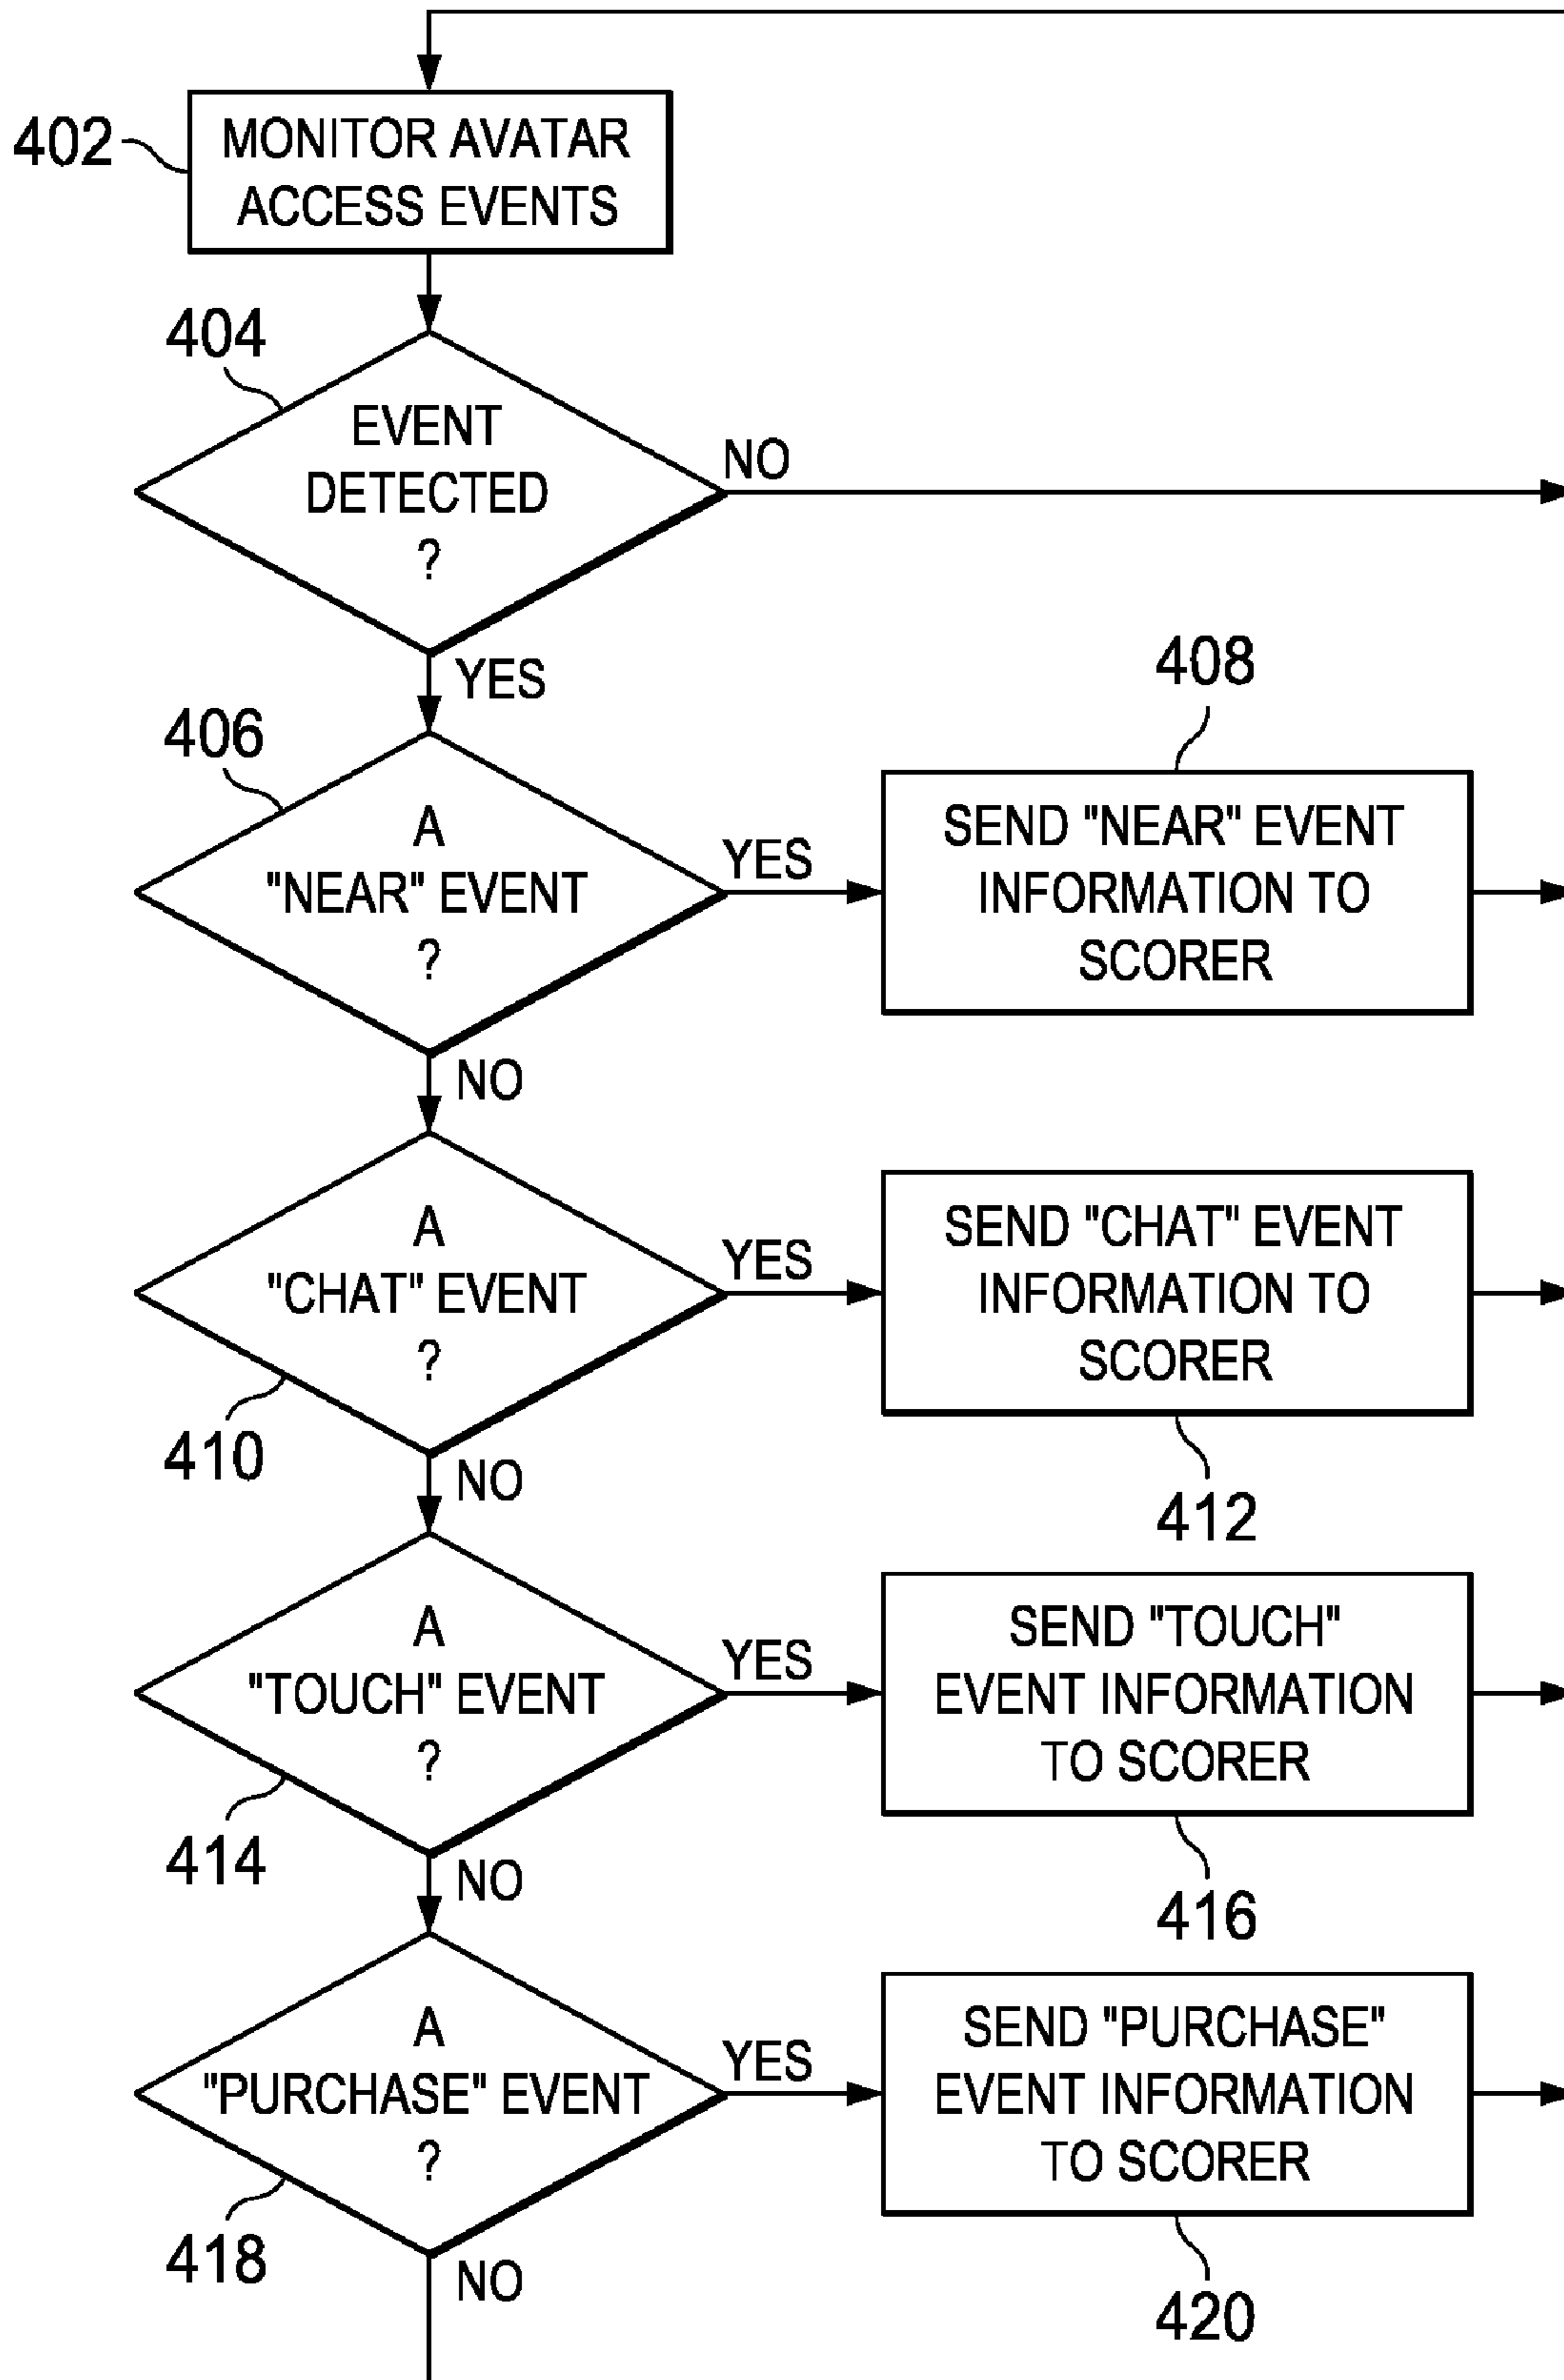 402
MONITOR AVATAR
ACCESS EVENTS
404
EVENT
DETECTED
?
NO
YES
406
A
"NEAR" EVENT
?
YES
408
SEND "NEAR" EVENT
INFORMATION TO
SCORER
NO
A
"CHAT" EVENT
?
410
YES
SEND "CHAT" EVENT
INFORMATION TO
SCORER
412
NO
A
"TOUCH" EVENT
?
414
YES
SEND "TOUCH"
EVENT INFORMATION
TO SCORER
416
NO
A
"PURCHASE" EVENT
?
418
YES
SEND "PURCHASE"
EVENT INFORMATION
TO SCORER
420
NO